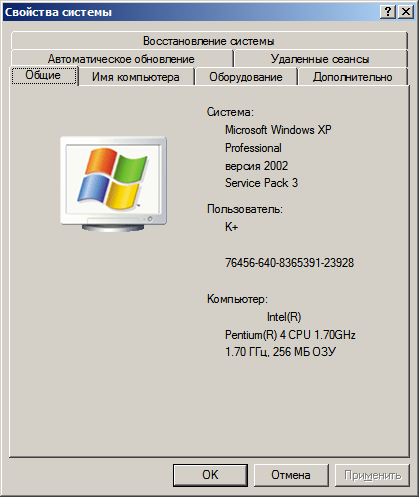 Свойства системы
Восстановление системы
Автоматическое обновление Удаленные сеансы
Общие Имя компьютера Оборудование Дополнительно
Система:
Microsoft Windows XP
Professional
версия 2002
Service Pack 3
Пользователь:
K+
76456-640-8365391-23928
Компьютер:
Intel(R)
Pentium(R) 4 CPU 1.70GHz
1.70 ГГц, 256 МБ ОЗУ
OK Отмена Применить